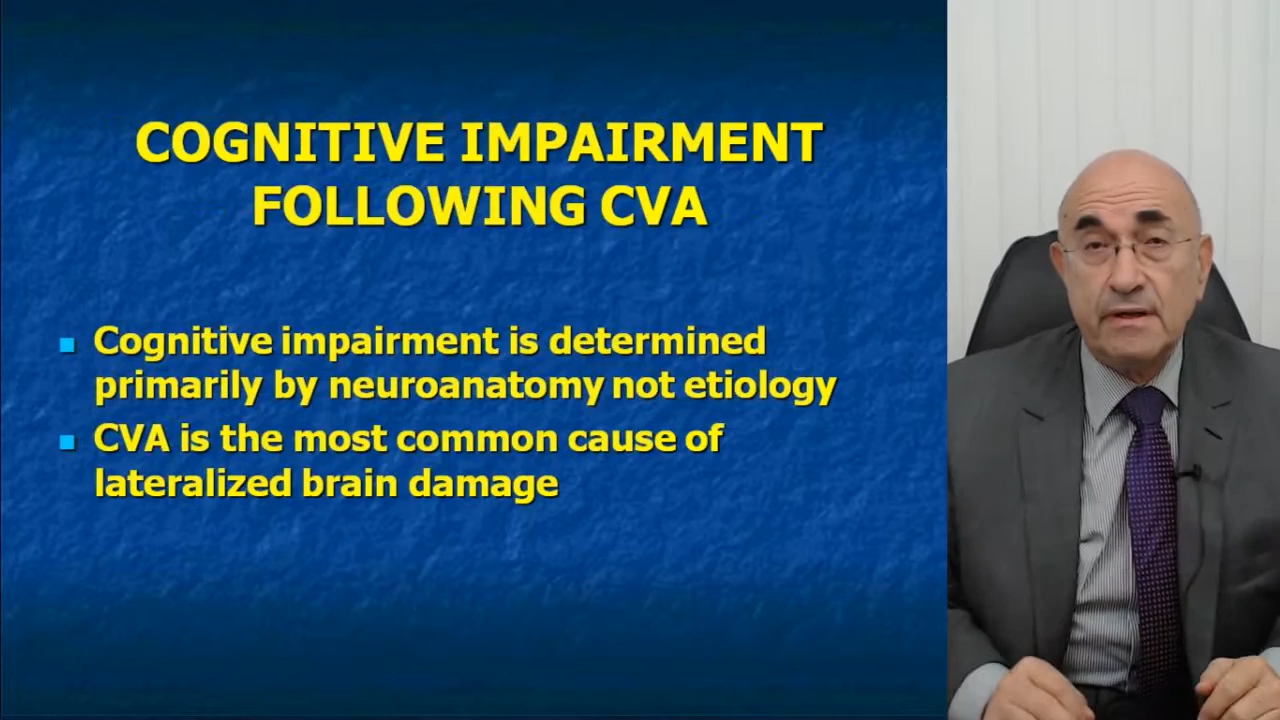 COGNITIVE IMPAIRMENT
FOLLOWING CVA
Cognitive impairment is determined
primarily by neuroanatomy not etiology
CVA is the most common cause of
lateralized brain damage